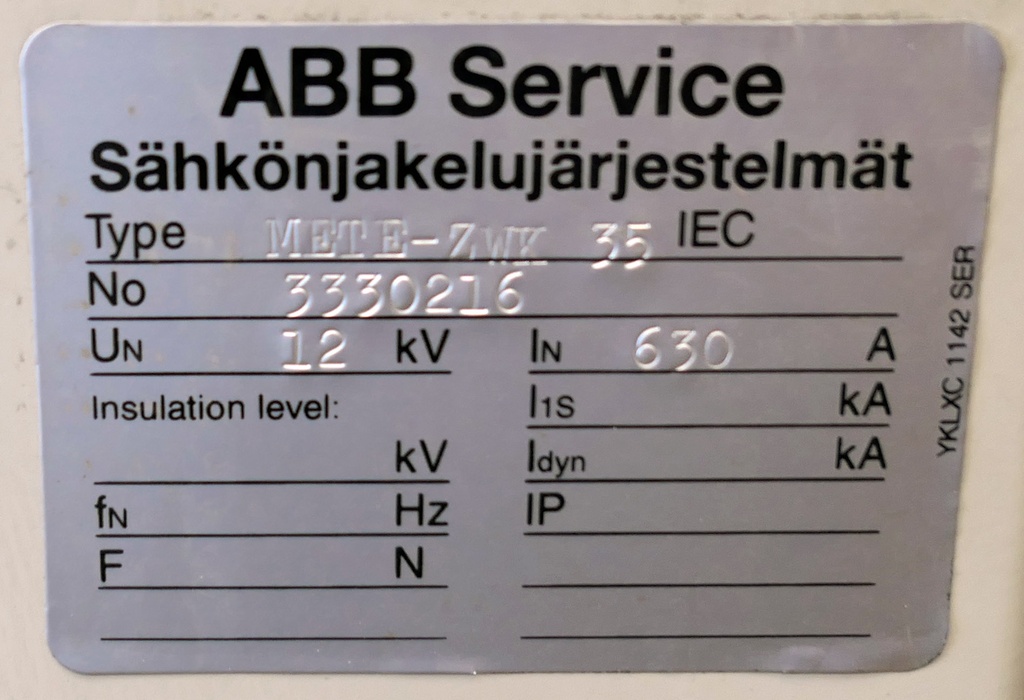 ABB Service
Sähkönjakelujärjestelmät
Type METE-ZWK 35 IEC
No 3330216
UN 12 kV IN 630 A
Insulation level: I1S kA
kV Idyn kA
fN Hz IP
F N
YKLXC 1142 SER